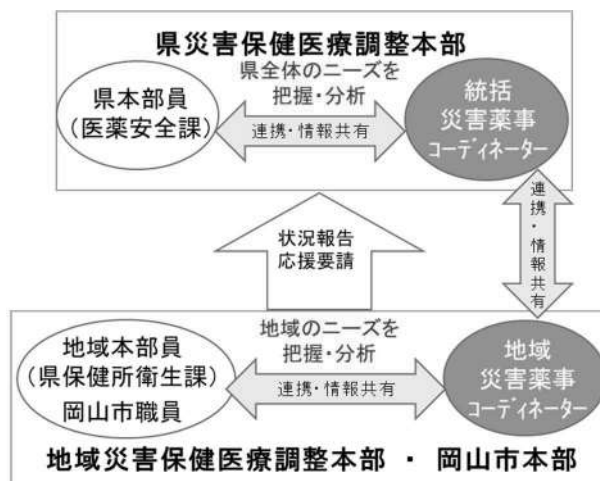 県災害保健医療調整本部
県全体のニーズを
把握・分析
県本部員
(医薬安全課)
連携・情報共有
統括
災害薬事
コーディネーター
連携・情報共有
状況報告
応援要請
地域のニーズを
把握・分析
地域本部員
(県保健所衛生課)
岡山市職員
連携・情報共有
地域
災害薬事
コーディネーター
地域災害保健医療調整本部 ・ 岡山市本部